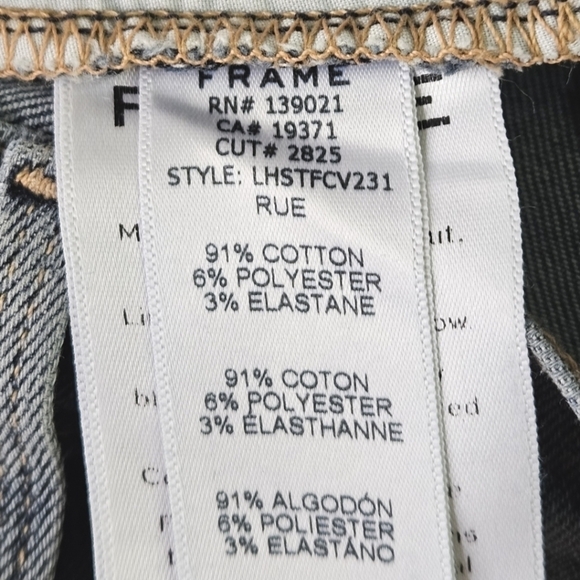 FRAME
RN# 139021
CA# 19371
CUT# 2825
STYLE: LHSTFCV231
RUE
91% COTTON
6% POLYESTER
3% ELASTANE
91% COTON
6% POLYESTER
3% ÉLASTHANNE
91% ALGODÓN
6% POLIÉSTER
3% ELASTANO